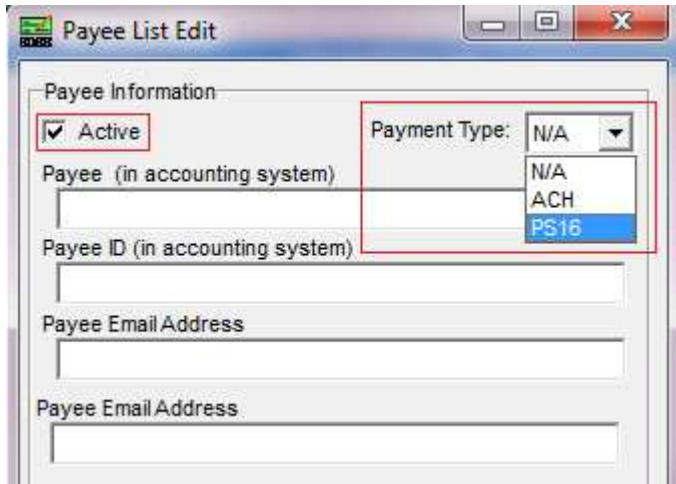 Payee List Edit
Payee Information
Active
Payment Type: N/A
N/A
ACH
PS16
Payee (in accounting system)
Payee ID (in accounting system)
Payee Email Address
Payee Email Address